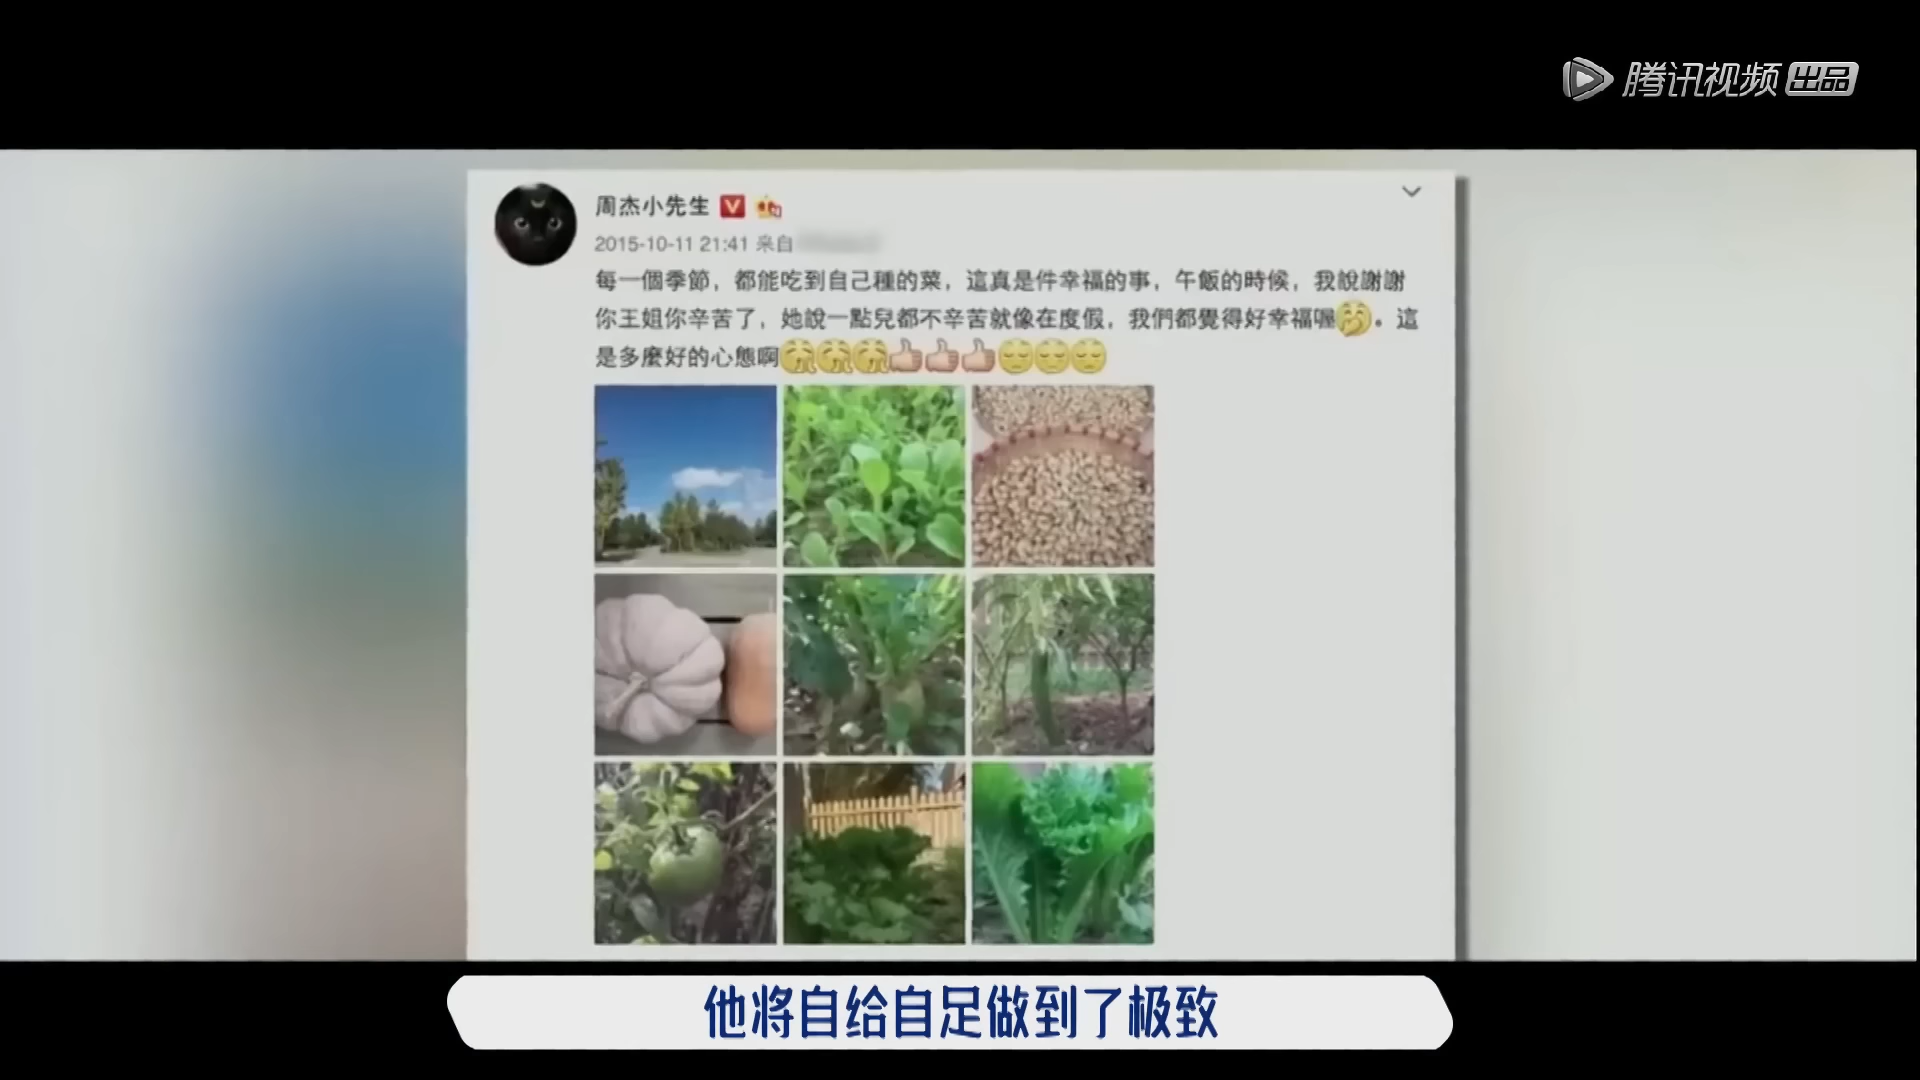 腾讯视频 出品
周杰小先生
2015-10-11 21:41 来自
每一個季節，都能吃到自己種的菜，這真是件幸福的事，午飯的時候，我說謝謝
你王姐你辛苦了，她說一點兒都不辛苦就像在度假，我們都覺得好幸福喔。這
是多麼好的心態啊
他将自给自足做到了极致